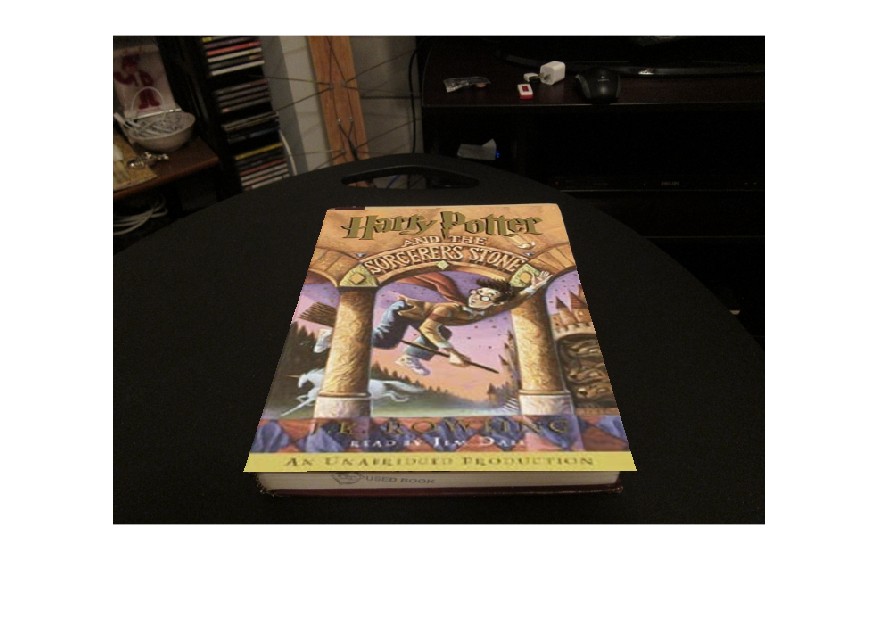 Harry Potter
AND THE
SORCERER'S STONE
J.K. ROWLING
READ BY JIM DALE
AN UNABRIDGED PRODUCTION
USED BOOK